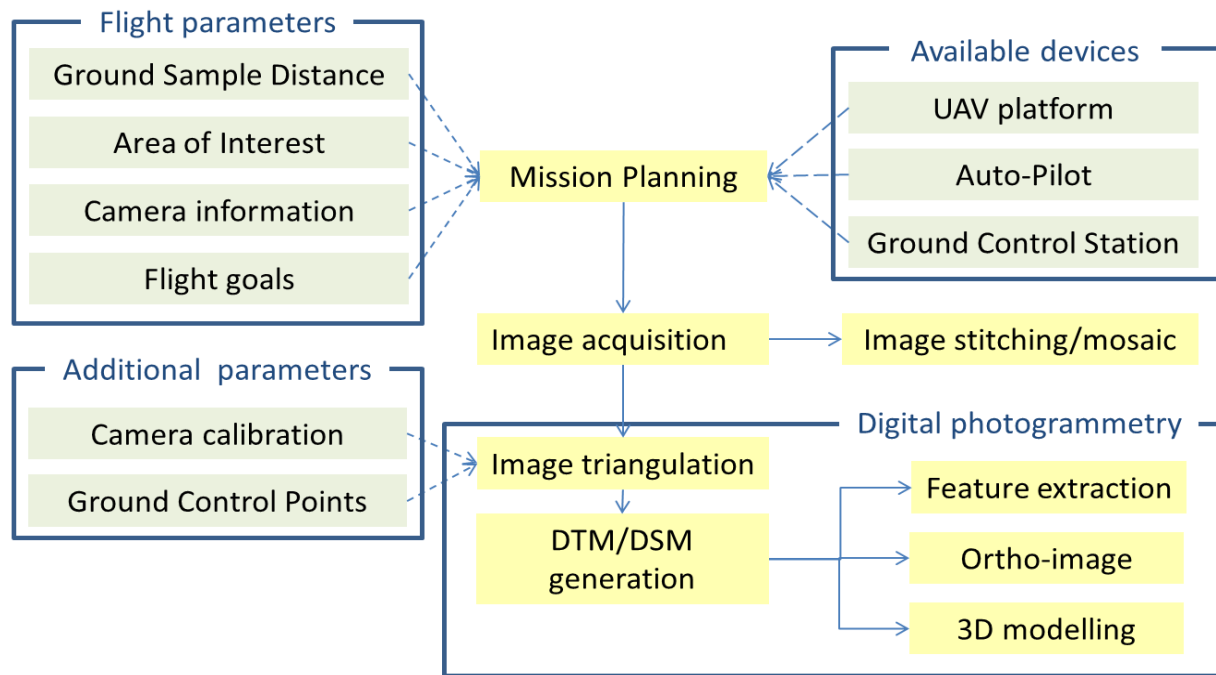 Flight parameters
Ground Sample Distance
Area of Interest
Camera information
Flight goals
Available devices
UAV platform
Auto-Pilot
Ground Control Station
Mission Planning
Image acquisition
Image stitching/mosaic
Additional parameters
Camera calibration
Ground Control Points
Digital photogrammetry
Image triangulation
DTM/DSM
generation
Feature extraction
Ortho-image
3D modelling